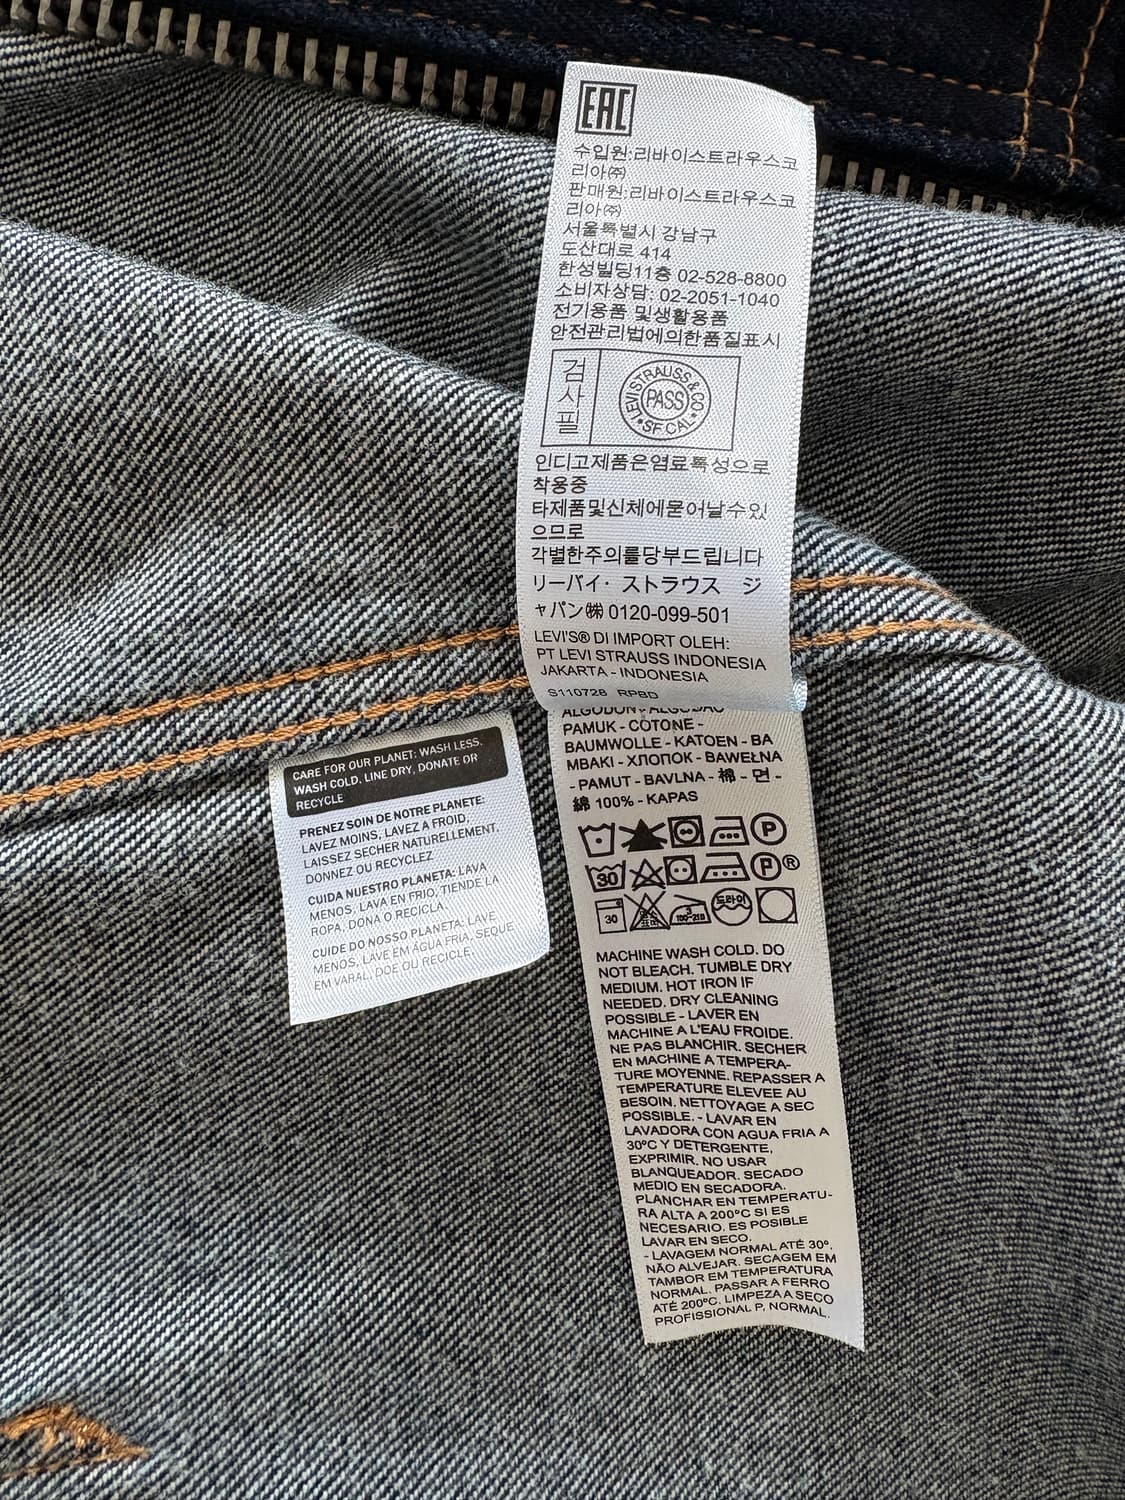 EAC
수입원:리바이스트라우스코
리아㈜
판매원:리바이스트라우스코
리아㈜
서울특별시 강남구
도산대로 414
한성빌딩11층 02-528-8800
소비자상담: 02-2051-1040
전기용품 및생활용품
안전관리법에의한품질표시
검사필
LEVI STRAUSS & CO
PASS
S.F. CAL.
인디고제품은염료특성으로
착용중
타제품및신체에묻어날수있
으므로
각별한주의를당부드립니다
リーバイ・ストラウス ジ
ャパン㈱ 0120-099-501
LEVI'S® DI IMPORT OLEH:
PT LEVI STRAUSS INDONESIA
JAKARTA - INDONESIA
S110728 RPBD
ALGODON - ALGODAO
PAMUK - COTONE -
BAUMWOLLE - KATOEN - BA
MBAKI - ХЛОПОК - BAWEŁNA
- PAMUT - BAVLNA - 棉 - 면 -
綿 100% - KAPAS
P
30 P®
30 드라이
MACHINE WASH COLD. DO
NOT BLEACH. TUMBLE DRY
MEDIUM. HOT IRON IF
NEEDED. DRY CLEANING
POSSIBLE - LAVER EN
MACHINE A L'EAU FROIDE.
NE PAS BLANCHIR. SECHER
EN MACHINE A TEMPERA-
TURE MOYENNE. REPASSER A
TEMPERATURE ELEVEE AU
BESOIN. NETTOYAGE A SEC
POSSIBLE. - LAVAR EN
LAVADORA CON AGUA FRIA A
30ºC Y DETERGENTE,
EXPRIMIR. NO USAR
BLANQUEADOR. SECADO
MEDIO EN SECADORA.
PLANCHAR EN TEMPERATU-
RA ALTA A 200ºC SI ES
NECESARIO. ES POSIBLE
LAVAR EN SECO.
- LAVAGEM NORMAL ATÉ 30º.
NÃO ALVEJAR. SECAGEM EM
TAMBOR EM TEMPERATURA
NORMAL. PASSAR A FERRO
ATÉ 200ºC. LIMPEZA A SECO
PROFISSIONAL P, NORMAL.
CARE FOR OUR PLANET: WASH LESS,
WASH COLD, LINE DRY, DONATE OR
RECYCLE
PRENEZ SOIN DE NOTRE PLANETE:
LAVEZ MOINS, LAVEZ A FROID,
LAISSEZ SECHER NATURELLEMENT,
DONNEZ OU RECYCLEZ
CUIDA NUESTRO PLANETA: LAVA
MENOS, LAVA EN FRIO, TIENDE LA
ROPA, DONA O RECICLA.
CUIDE DO NOSSO PLANETA: LAVE
MENOS, LAVE EM ÁGUA FRIA, SEQUE
EM VARAL, DOE OU RECICLE.